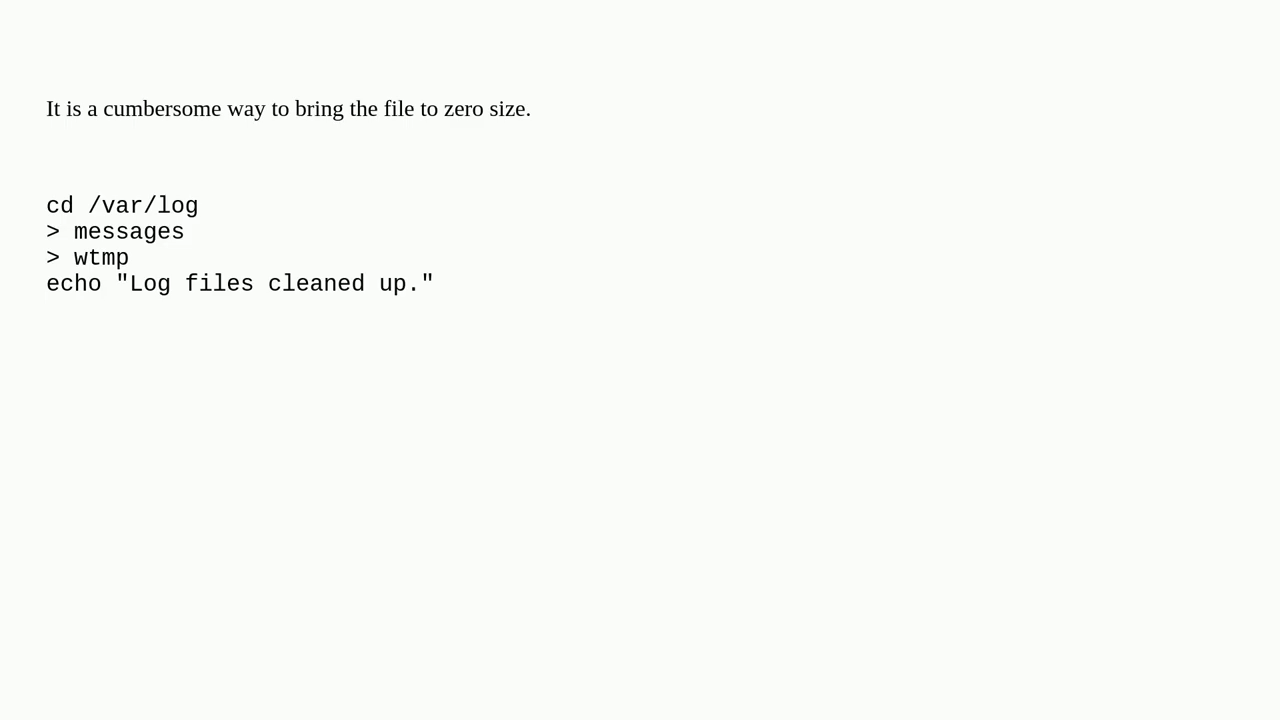 It is a cumbersome way to bring the file to zero size.
cd /var/log
> messages
> wtmp
echo "Log files cleaned up."